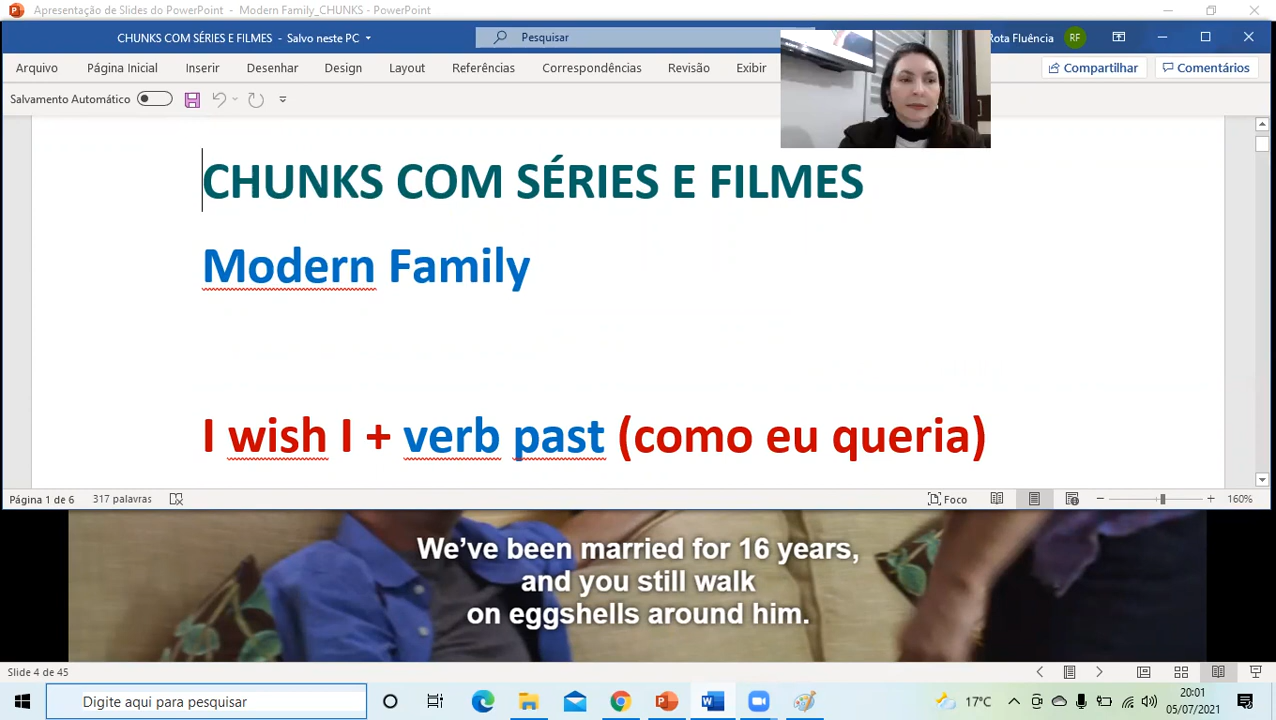 Apresentação de Slides do PowerPoint - Modern Family_CHUNKS - PowerPoint
CHUNKS COM SÉRIES E FILMES - Salvo neste PC
Pesquisar
Rota Fluência
RF
Arquivo Página Inicial Inserir Desenhar Design Layout Referências Correspondências Revisão Exibir
Compartilhar
Comentários
Salvamento Automático
CHUNKS COM SÉRIES E FILMES
Modern Family
I wish I + verb past (como eu queria)
Página 1 de 6 317 palavras
Foco
160%
We’ve been married for 16 years,
and you still walk
on eggshells around him.
Slide 4 de 45
Digite aqui para pesquisar
17°C
20:01
05/07/2021